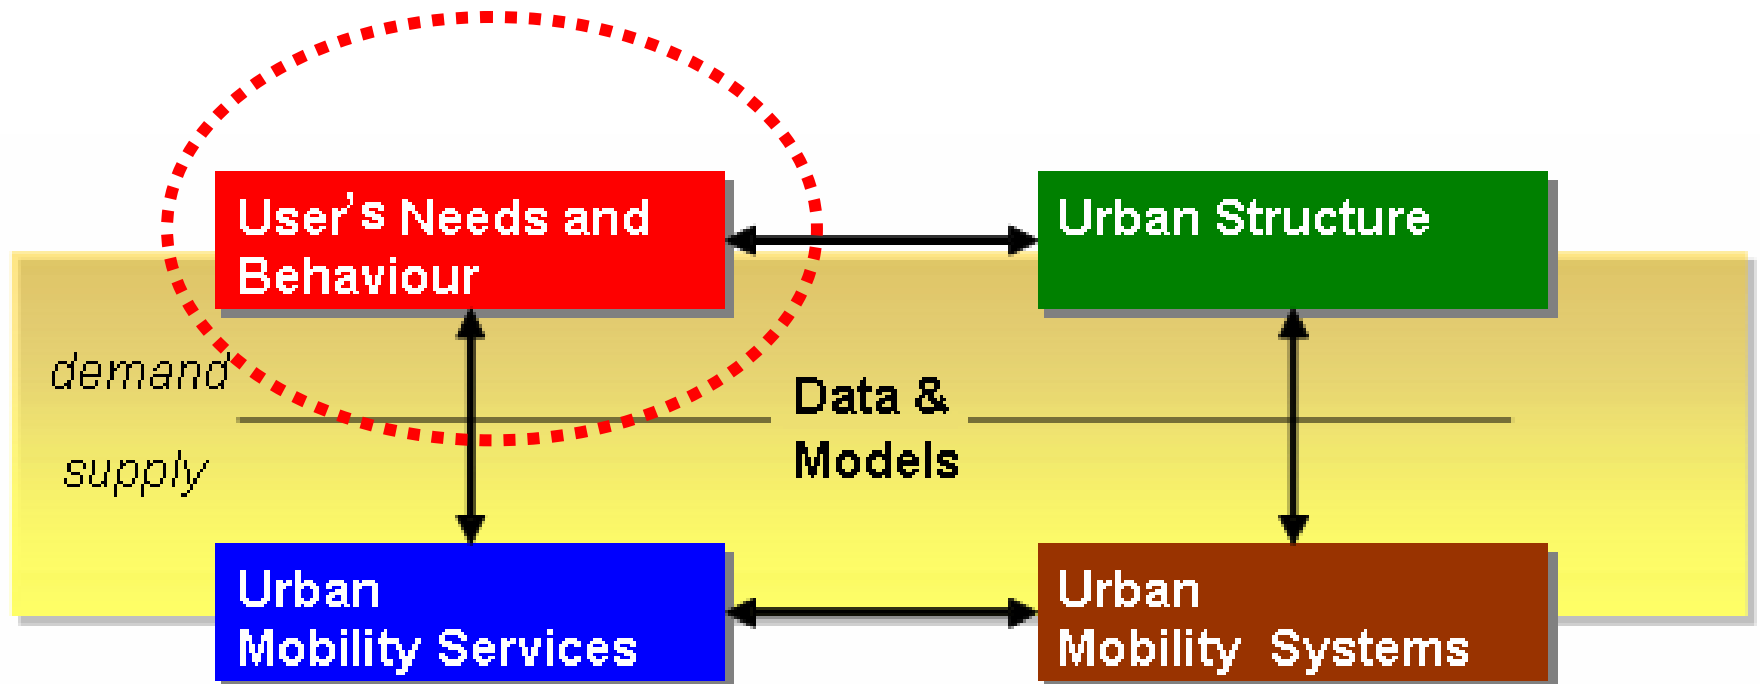 User's Needs and
Behaviour
Urban Structure
demand
Data &
Models
supply
Urban
Mobility Services
Urban
Mobility Systems